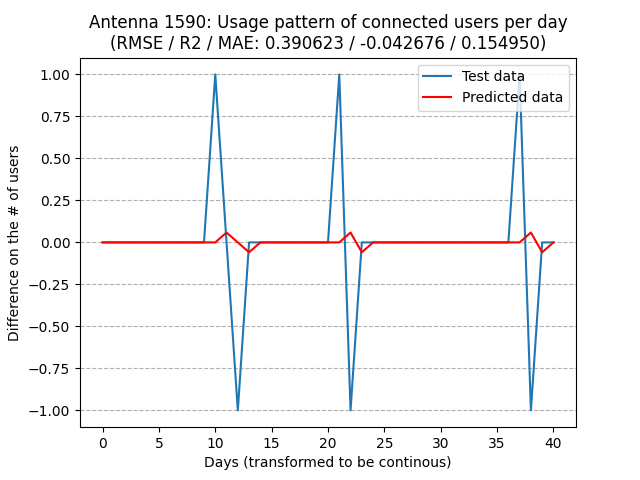 Antenna 1590: Usage pattern of connected users per day
(RMSE / R2 / MAE: 0.390623 / -0.042676 / 0.154950)
Test data
Predicted data
Difference on the # of users
1.00
0.75
0.50
0.25
0.00
−0.25
−0.50
−0.75
−1.00
0 5 10 15 20 25 30 35 40
Days (transformed to be continous)